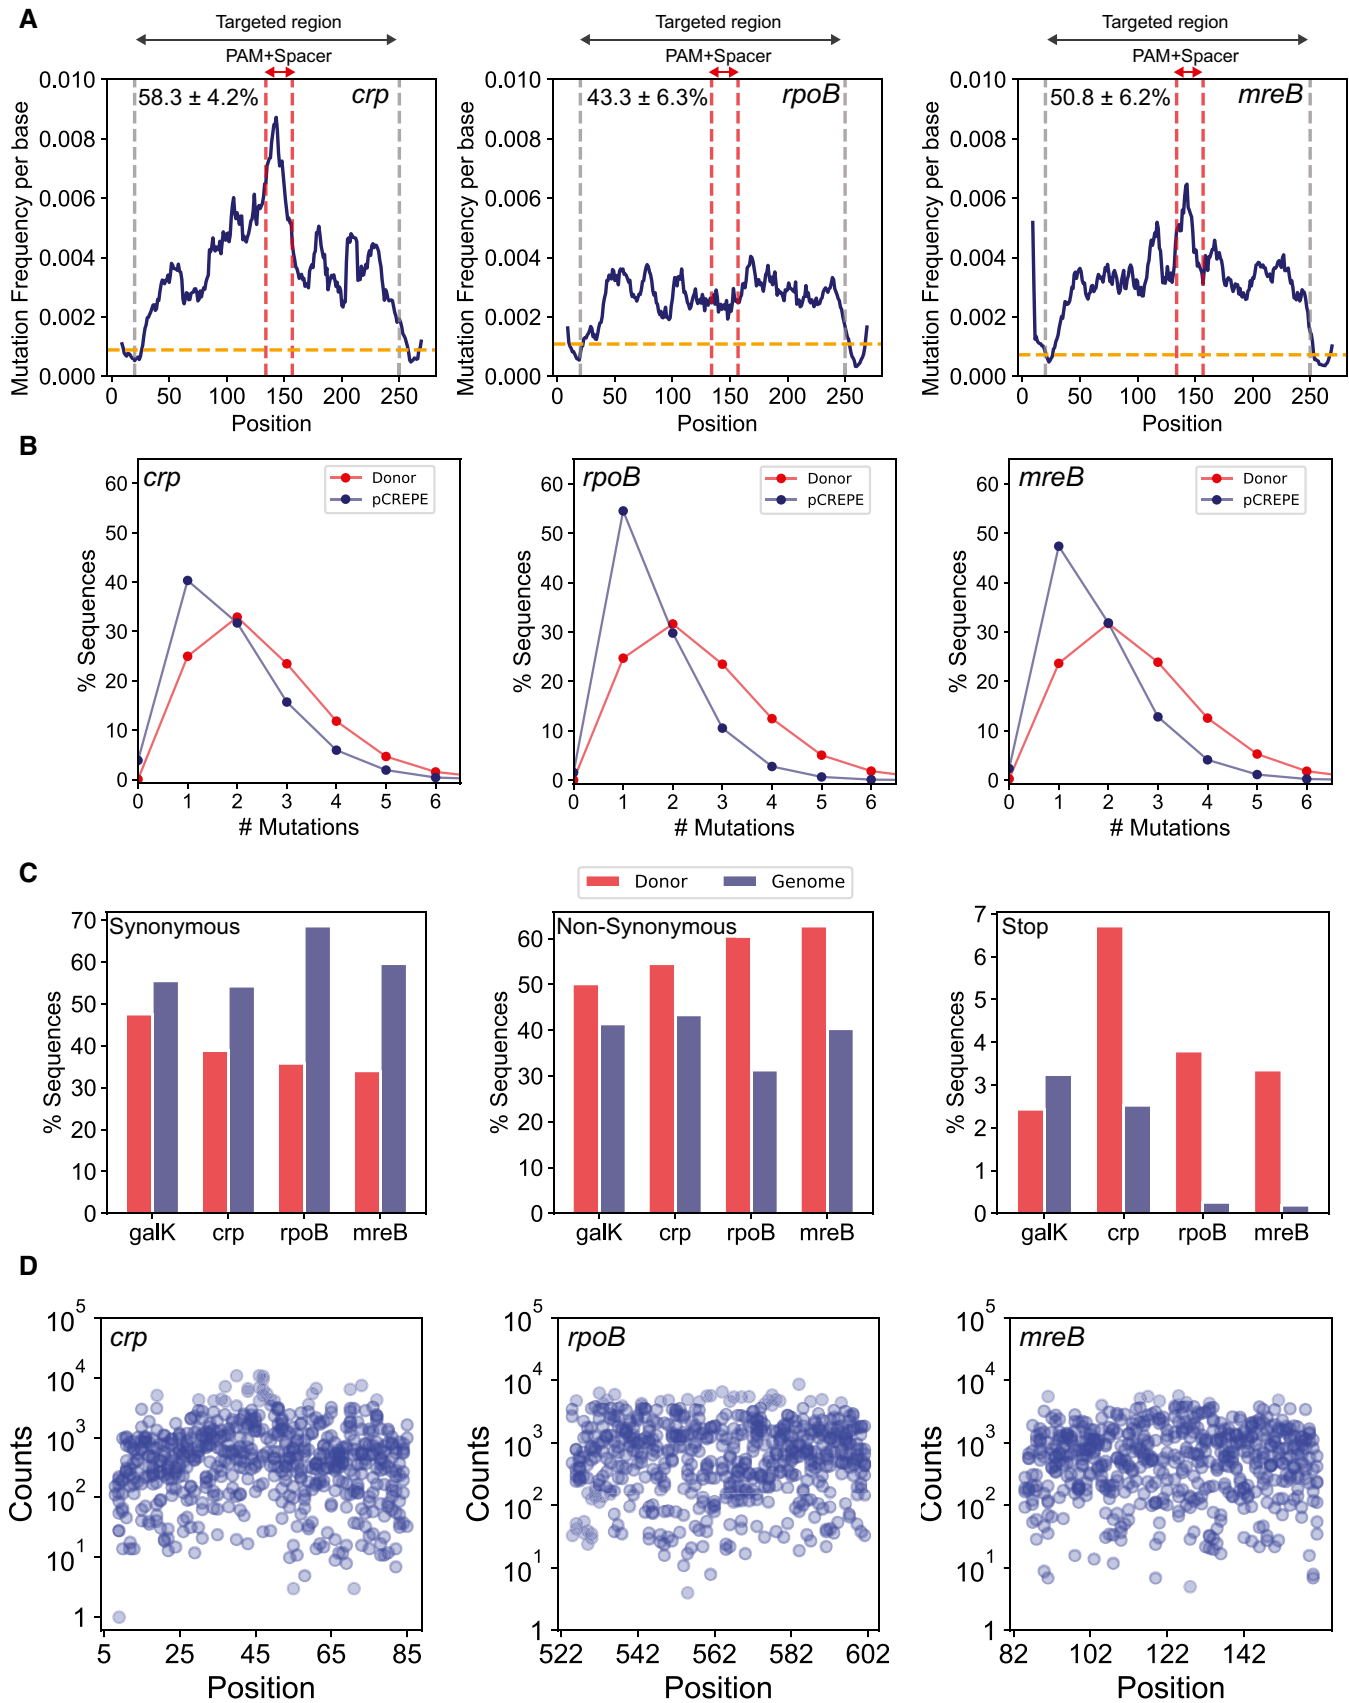 A
Targeted region
Targeted region
Targeted region
PAM+Spacer
PAM+Spacer
PAM+Spacer
58.3 ± 4.2%
crp
43.3 ± 6.3%
rpoB
50.8 ± 6.2%
mreB
Mutation Frequency per base
0.010
0.008
0.006
0.004
0.002
0.000
0 50 100 150 200 250
Position
Mutation Frequency per base
0.010
0.008
0.006
0.004
0.002
0.000
0 50 100 150 200 250
Position
Mutation Frequency per base
0.010
0.008
0.006
0.004
0.002
0.000
0 50 100 150 200 250
Position
B
crp
Donor
pCREPE
% Sequences
60
50
40
30
20
10
0
0 1 2 3 4 5 6
# Mutations
rpoB
Donor
pCREPE
% Sequences
60
50
40
30
20
10
0
0 1 2 3 4 5 6
# Mutations
mreB
Donor
pCREPE
% Sequences
60
50
40
30
20
10
0
0 1 2 3 4 5 6
# Mutations
C
Donor Genome
Synonymous
% Sequences
70
60
50
40
30
20
10
0
galK crp rpoB mreB
Non-Synonymous
% Sequences
60
50
40
30
20
10
0
galK crp rpoB mreB
Stop
% Sequences
7
6
5
4
3
2
1
0
galK crp rpoB mreB
D
crp
Counts
10^5
10^4
10^3
10^2
10^1
1
5 25 45 65 85
Position
rpoB
Counts
10^5
10^4
10^3
10^2
10^1
1
522 542 562 582 602
Position
mreB
Counts
10^5
10^4
10^3
10^2
10^1
1
82 102 122 142
Position